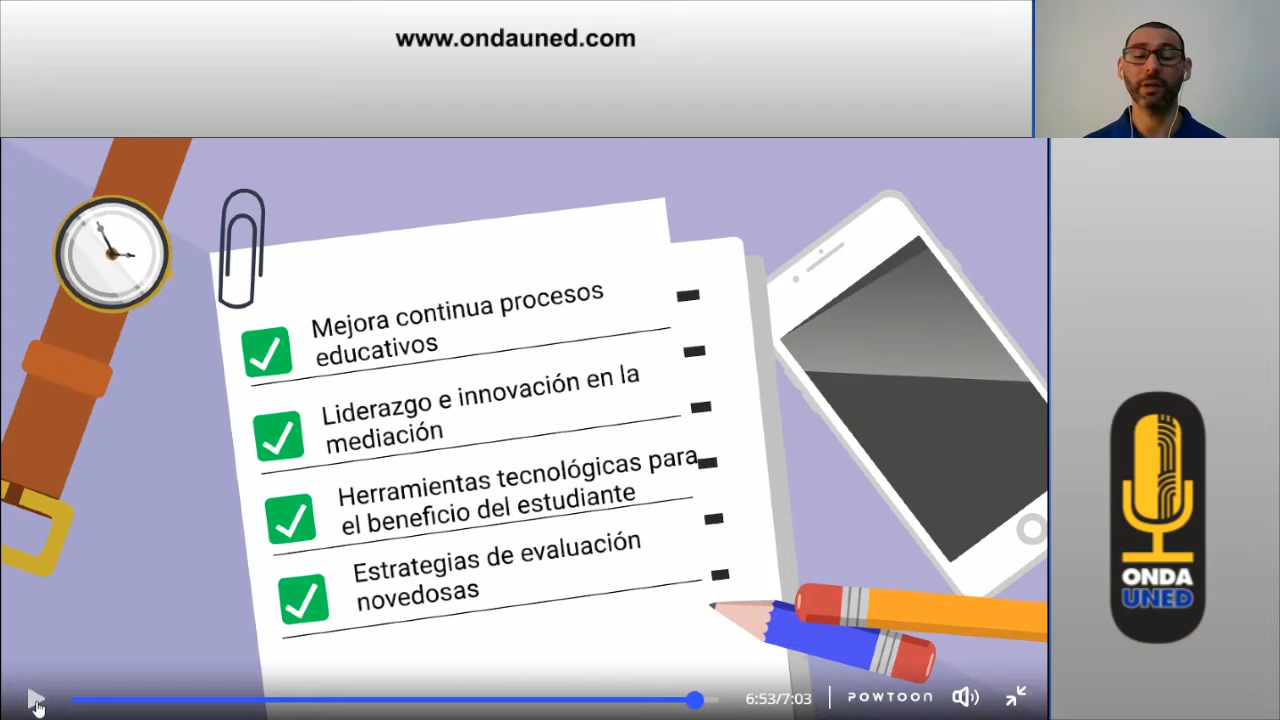 www.ondauned.com
Mejora continua procesos
educativos
Liderazgo e innovación en la
mediación
Herramientas tecnológicas para
el beneficio del estudiante
Estrategias de evaluación
novedosas
6:53/7:03
POWTOON
ONDA
UNED